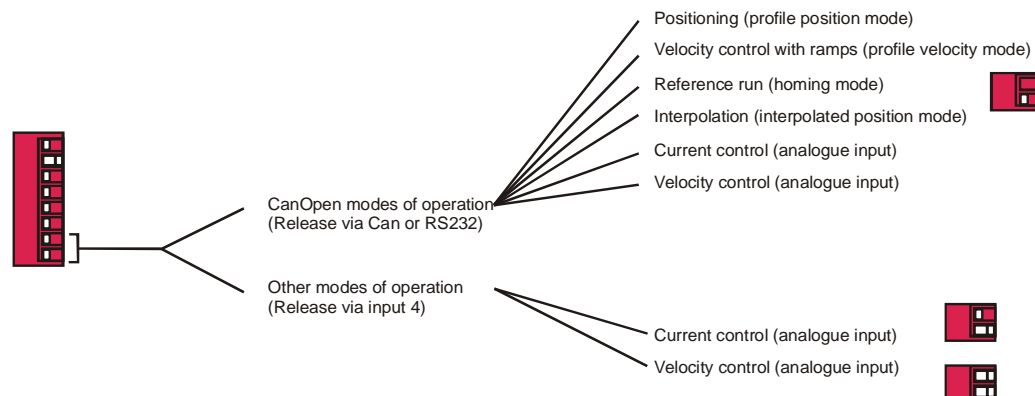 Positioning (profile position mode)
Velocity control with ramps (profile velocity mode)
Reference run (homing mode)
Interpolation (interpolated position mode)
Current control (analogue input)
Velocity control (analogue input)
CanOpen modes of operation
(Release via Can or RS232)
Other modes of operation
(Release via input 4)
Current control (analogue input)
Velocity control (analogue input)